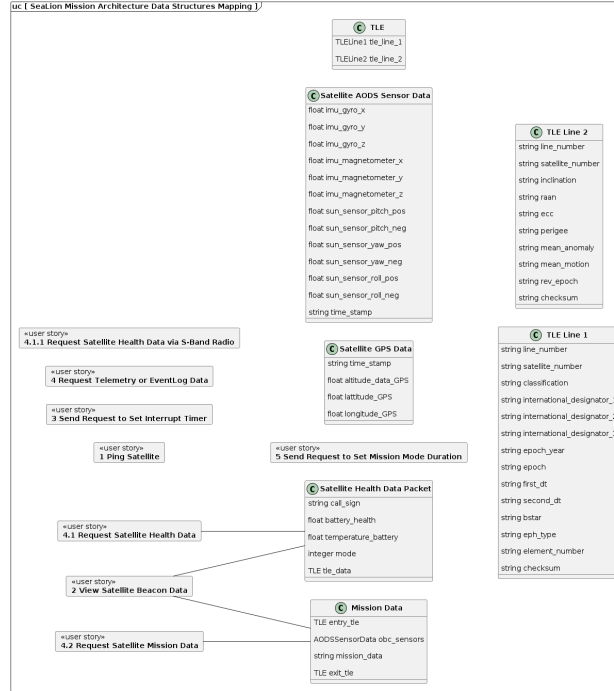 uc [ SeaLion Mission Architecture Data Structures Mapping ]
C TLE
TLELine1 tle_line_1
TLELine2 tle_line_2
C Satellite AODS Sensor Data
float imu_gyro_x
float imu_gyro_y
float imu_gyro_z
float imu_magnetometer_x
float imu_magnetometer_y
float imu_magnetometer_z
float sun_sensor_pitch_pos
float sun_sensor_pitch_neg
float sun_sensor_yaw_pos
float sun_sensor_yaw_neg
float sun_sensor_roll_pos
float sun_sensor_roll_neg
string time_stamp
C TLE Line 2
string line_number
string satellite_number
string inclination
string raan
string ecc
string perigee
string mean_anomaly
string mean_motion
string rev_epoch
string checksum
«user story»
4.1.1 Request Satellite Health Data via S-Band Radio
«user story»
4 Request Telemetry or EventLog Data
«user story»
3 Send Request to Set Interrupt Timer
«user story»
1 Ping Satellite
C Satellite GPS Data
string time_stamp
float altitude_data_GPS
float lattitude_GPS
float longitude_GPS
«user story»
5 Send Request to Set Mission Mode Duration
C TLE Line 1
string line_number
string satellite_number
string classification
string international_designator_
string international_designator_
string international_designator_
string epoch_year
string epoch
string first_dt
string second_dt
string bstar
string eph_type
string element_number
string checksum
C Satellite Health Data Packet
string call_sign
float battery_health
float temperature_battery
integer mode
TLE tle_data
«user story»
4.1 Request Satellite Health Data
«user story»
2 View Satellite Beacon Data
«user story»
4.2 Request Satellite Mission Data
C Mission Data
TLE entry_tle
AODSSensorData obc_sensors
string mission_data
TLE exit_tle